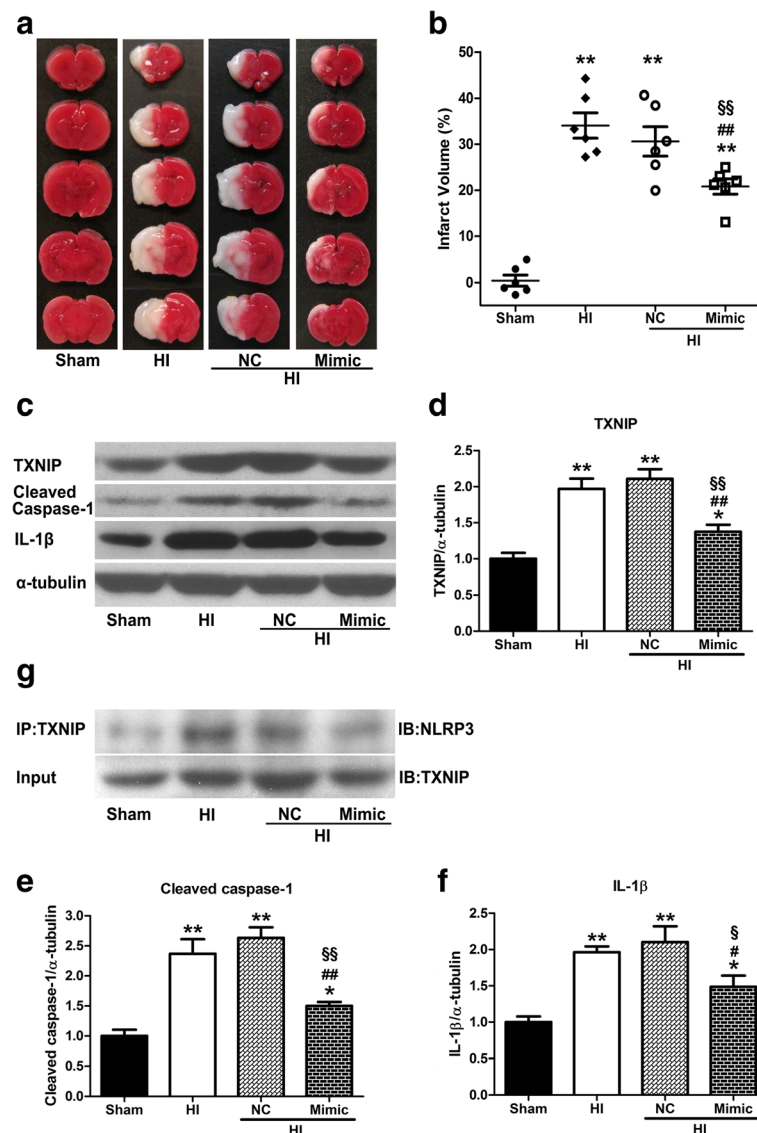 a
Sham HI NC Mimic
HI
b
Infarct Volume (%)
50
40
30
20
10
0
** ** §§
##
**
Sham HI NC Mimic
HI
c
TXNIP
Cleaved
Caspase-1
IL-1β
α-tubulin
Sham HI NC Mimic
HI
d
TXNIP
TXNIP/α-tubulin
2.5
2.0
1.5
1.0
0.5
0.0
** ** §§
##
*
Sham HI NC Mimic
HI
g
IP:TXNIP IB:NLRP3
Input IB:TXNIP
Sham HI NC Mimic
HI
e
Cleaved caspase-1
Cleaved caspase-1/α-tubulin
3.0
2.5
2.0
1.5
1.0
0.5
0.0
** ** §§
##
*
Sham HI NC Mimic
HI
f
IL-1β
IL-1β/α-tubulin
2.5
2.0
1.5
1.0
0.5
0.0
** ** §
#
*
Sham HI NC Mimic
HI